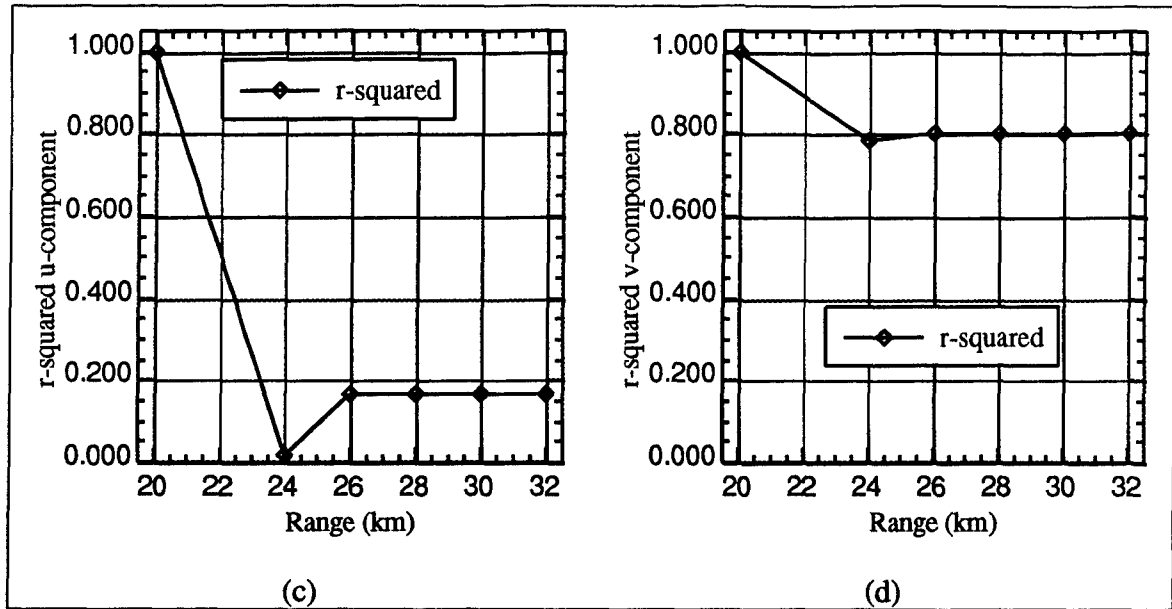 1.000
0.800
0.600
0.400
0.200
0.000
r-squared u-component
r-squared
20 22 24 26 28 30 32
Range (km)
(c)
1.000
0.800
0.600
0.400
0.200
0.000
r-squared v-component
r-squared
20 22 24 26 28 30 32
Range (km)
(d)